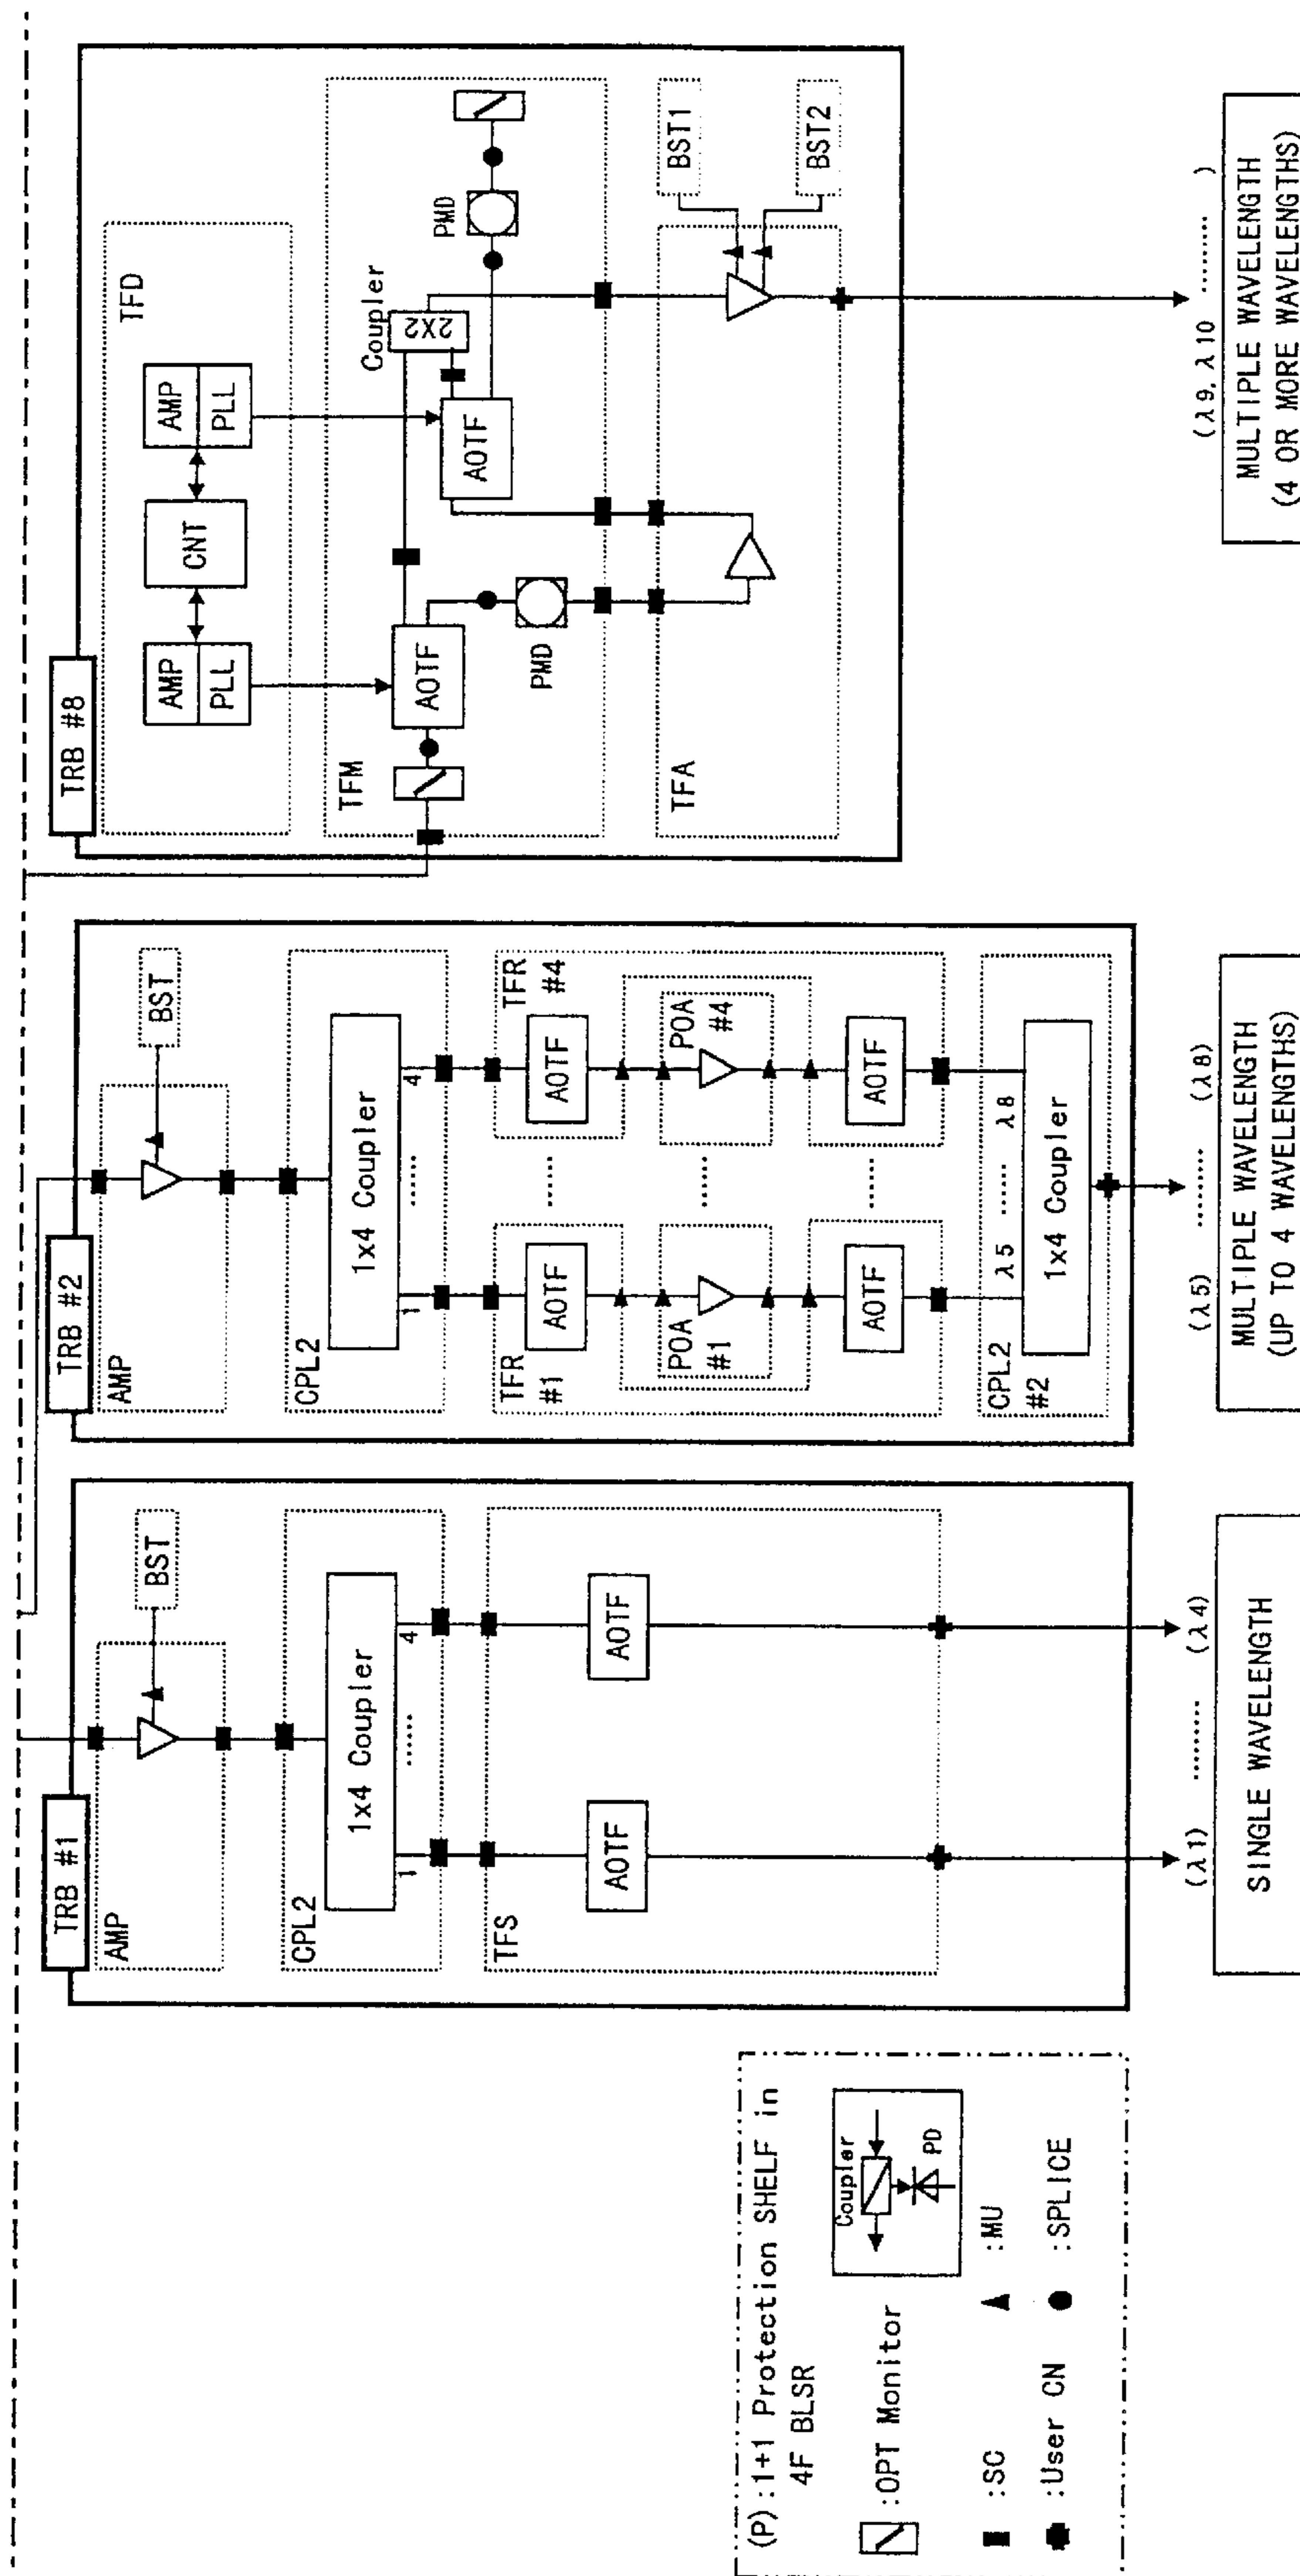 TRB #1
AMP
BST
CPL2
1x4 Coupler
1
......
4
TFS
AOTF
AOTF
(λ1)
.........
(λ4)
SINGLE WAVELENGTH
TRB #2
AMP
BST
CPL2
1x4 Coupler
1
......
4
TFR
#1
TFR
#4
AOTF
......
AOTF
POA
#1
......
POA
#4
AOTF
......
AOTF
CPL2
#2
λ5
......
λ8
1x4 Coupler
(λ5)
.........
(λ8)
MULTIPLE WAVELENGTH
(UP TO 4 WAVELENGTHS)
TRB #8
TFD
AMP
PLL
CNT
AMP
PLL
TFM
AOTF
PMD
AOTF
Coupler
2X2
PMD
TFA
BST1
BST2
(λ9, λ10 ......... )
MULTIPLE WAVELENGTH
(4 OR MORE WAVELENGTHS)
(P):1+1 Protection SHELF in
4F BLSR
:OPT Monitor
Coupler
PD
:SC
:MU
:User CN
:SPLICE